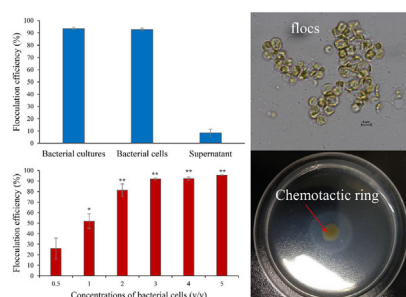 Flocculation efficiency (%)
100
90
80
70
60
50
40
30
20
10
0
Bacterial cultures Bacterial cells Supernatant
flocs
Flocculation efficiency (%)
100
90
80
70
60
50
40
30
20
10
0
* ** ** ** **
0.5 1 2 3 4 5
Concentrations of bacterial cells (v/v)
Chemotactic ring